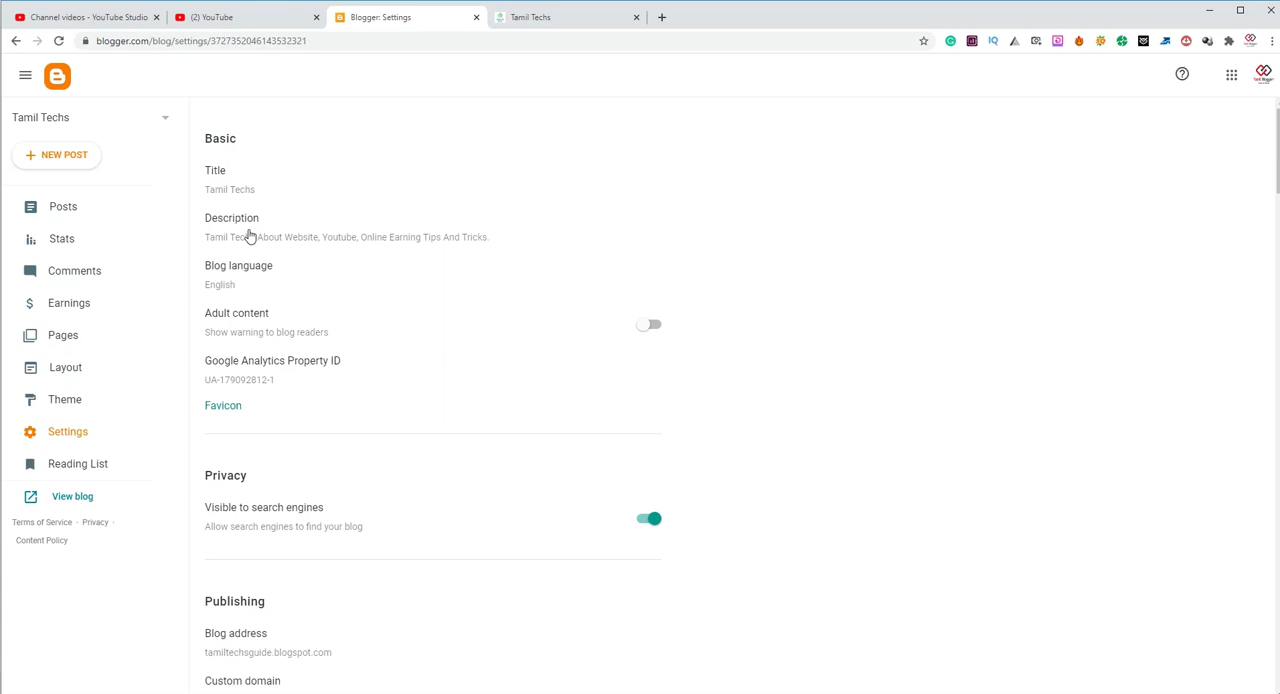 Channel videos - YouTube Studio
(2) YouTube
Blogger: Settings
Tamil Techs
blogger.com/blog/settings/3727352046143532321
Tamil Techs
NEW POST
Posts
Stats
Comments
Earnings
Pages
Layout
Theme
Settings
Reading List
View blog
Terms of Service · Privacy ·
Content Policy
Basic
Title
Tamil Techs
Description
Tamil About Website, Youtube, Online Earning Tips And Tricks.
Blog language
English
Adult content
Show warning to blog readers
Google Analytics Property ID
UA-179092812-1
Favicon
Privacy
Visible to search engines
Allow search engines to find your blog
Publishing
Blog address
tamiltechsguide.blogspot.com
Custom domain